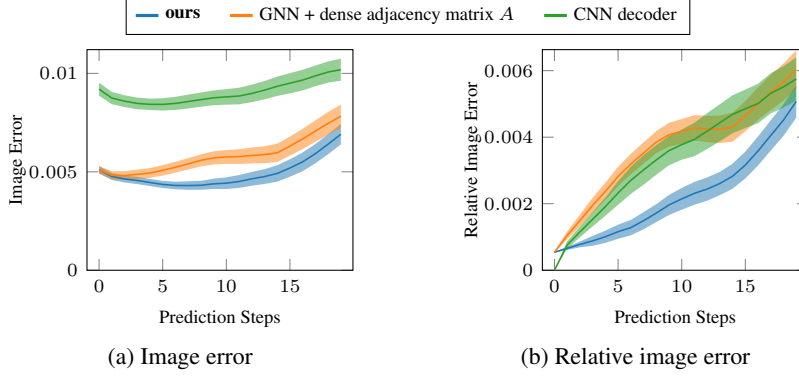 ours GNN + dense adjacency matrix A CNN decoder
0.01
0.005
0
Image Error
0 5 10 15
Prediction Steps
(a) Image error
0.006
0.004
0.002
0
Relative Image Error
0 5 10 15
Prediction Steps
(b) Relative image error